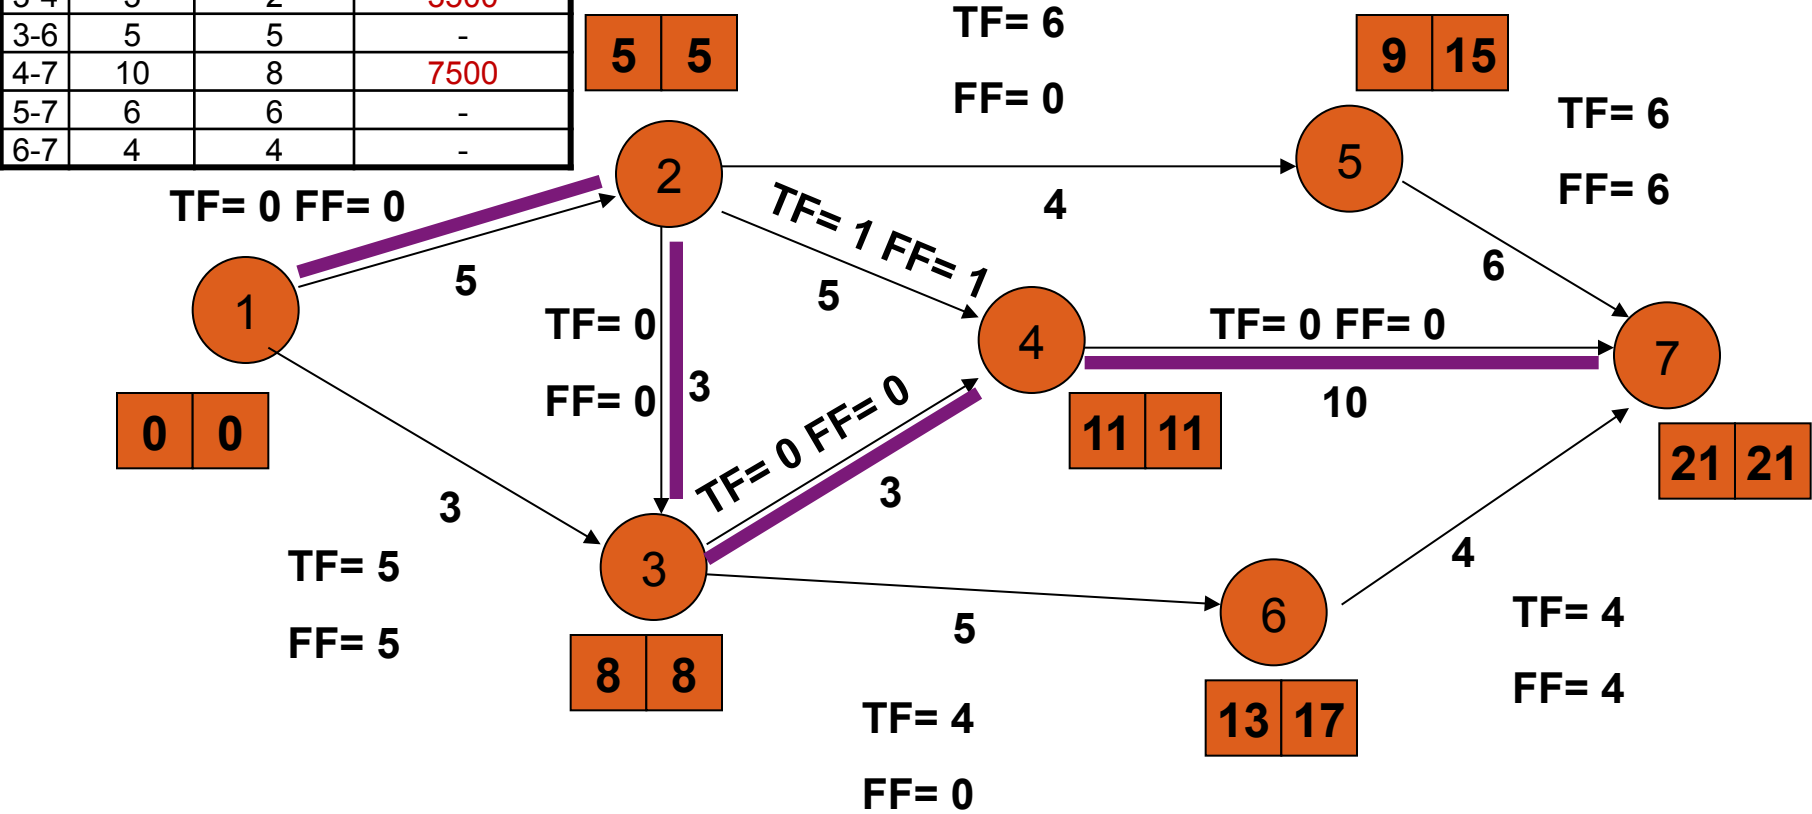 3-6 5 5 -
4-7 10 8 7500
5-7 6 6 -
6-7 4 4 -
5 5
TF= 6
FF= 0
9 15
TF= 6
FF= 6
TF= 0 FF= 0
2
5
4
TF= 1 FF= 1
5
5
6
1
TF= 0
FF= 0
3
4
TF= 0 FF= 0
10
7
0 0
11 11
21 21
TF= 0 FF= 0
3
3
TF= 5
FF= 5
3
8 8
5
6
4
TF= 4
FF= 4
13 17
TF= 4
FF= 0